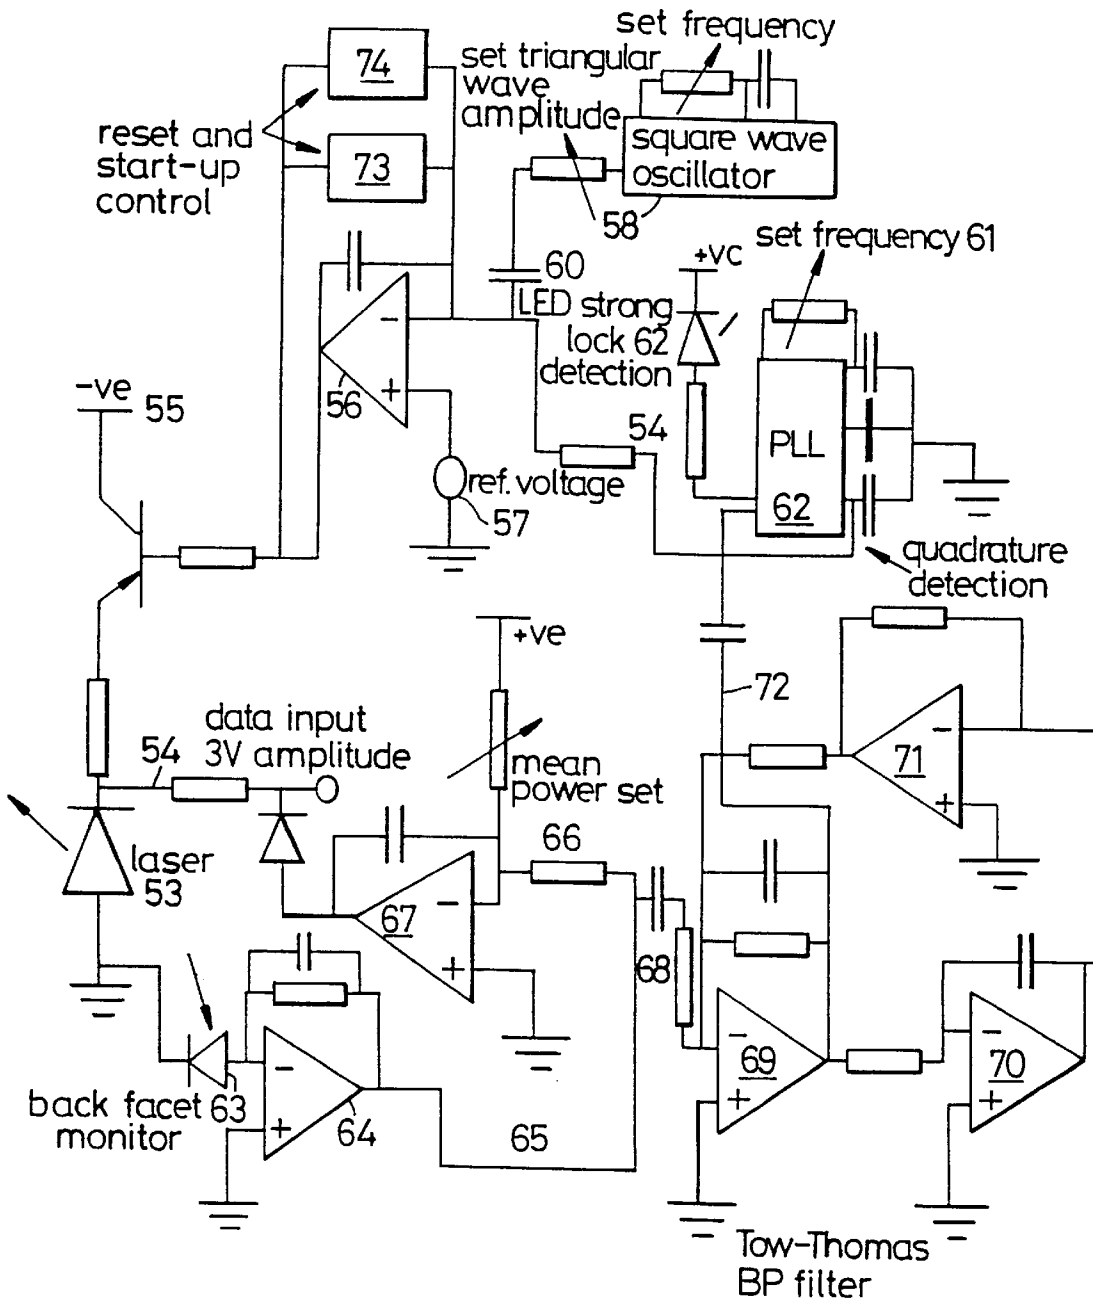 set frequency
74
set triangular
wave
amplitude
reset and
start-up
control
73
square wave
oscillator
58
set frequency 61
+vc
60
LED strong
lock 62
detection
-
+
56
-ve
55
54
PLL
62
ref. voltage
57
quadrature
detection
+ve
72
data input
3V amplitude
54
mean
power set
71
-
+
laser
53
66
67
-
+
68
-
69
+
-
70
+
back facet 63
monitor
-
+
64
65
Tow-Thomas
BP filter